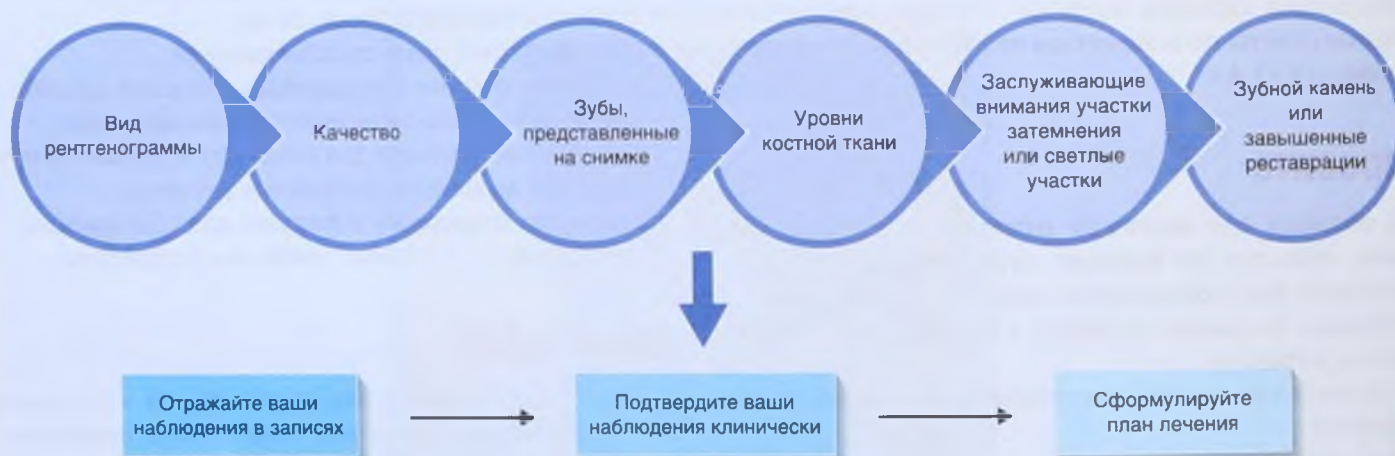 Вид
рентгенограммы
Качество
Зубы,
представленные
на снимке
Уровни
костной ткани
Заслуживающие
внимания участки
затемнения
или светлые
участки
Зубной камень
или
завышенные
реставрации
Отражайте ваши
наблюдения в записях
Подтвердите ваши
наблюдения клинически
Сформулируйте
план лечения